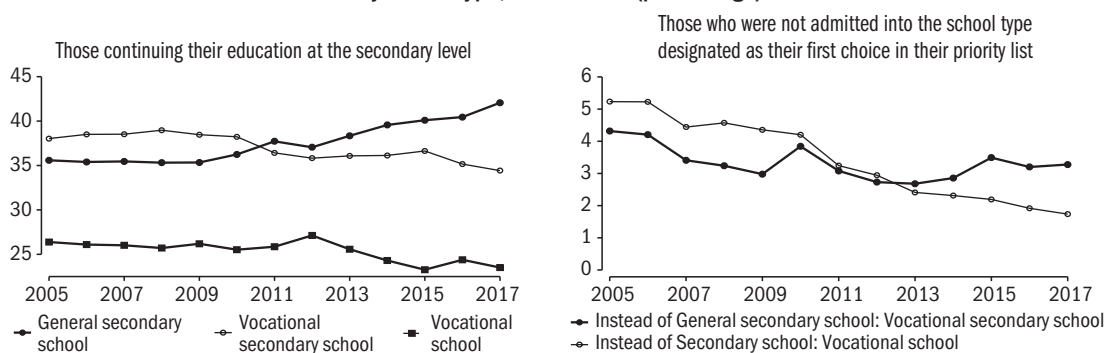 Those continuing their education at the secondary level
45
40
35
30
25
2005 2007 2009 2011 2013 2015 2017
General secondary school
Vocational secondary school
Vocational school
Those who were not admitted into the school type
designated as their first choice in their priority list
6
5
4
3
2
1
0
2005 2007 2009 2011 2013 2015 2017
Instead of General secondary school: Vocational secondary school
Instead of Secondary school: Vocational school